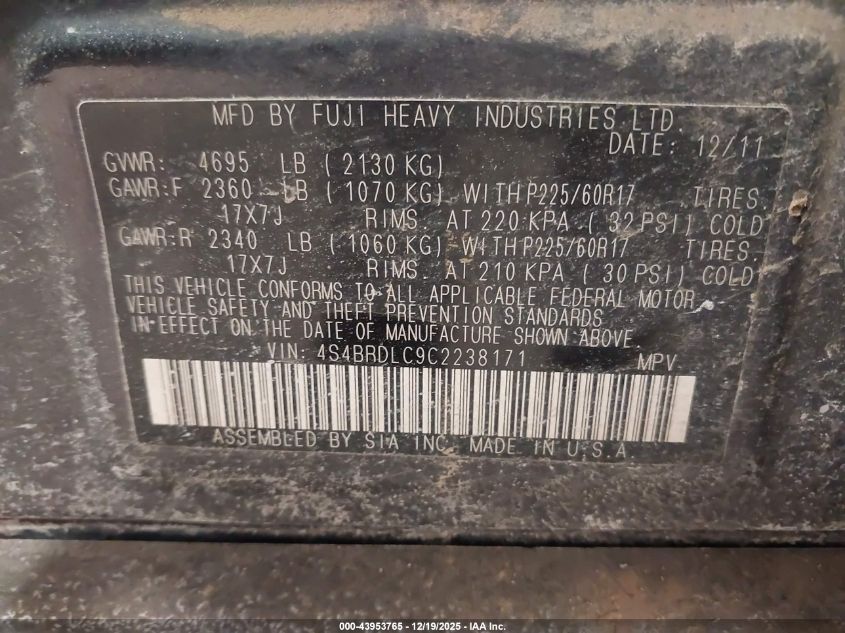 MFD BY FUJI HEAVY INDUSTRIES LTD.
DATE: 12/11
GVWR: 4695 LB ( 2130 KG)
GAWR:F 2360 LB ( 1070 KG) WITH P225/60R17 TIRES.
17X7J RIMS. AT 220 KPA ( 32 PSI) COLD
GAWR:R 2340 LB ( 1060 KG) WITH P225/60R17 TIRES.
17X7J RIMS. AT 210 KPA ( 30 PSI) COLD
THIS VEHICLE CONFORMS TO ALL APPLICABLE FEDERAL MOTOR
VEHICLE SAFETY AND THEFT PREVENTION STANDARDS
IN EFFECT ON THE DATE OF MANUFACTURE SHOWN ABOVE.
VIN: 4S4BRDLC9C2238171 MPV
ASSEMBLED BY SIA INC. MADE IN U.S.A
000-43953765 - 12/19/2025 - IAA Inc.